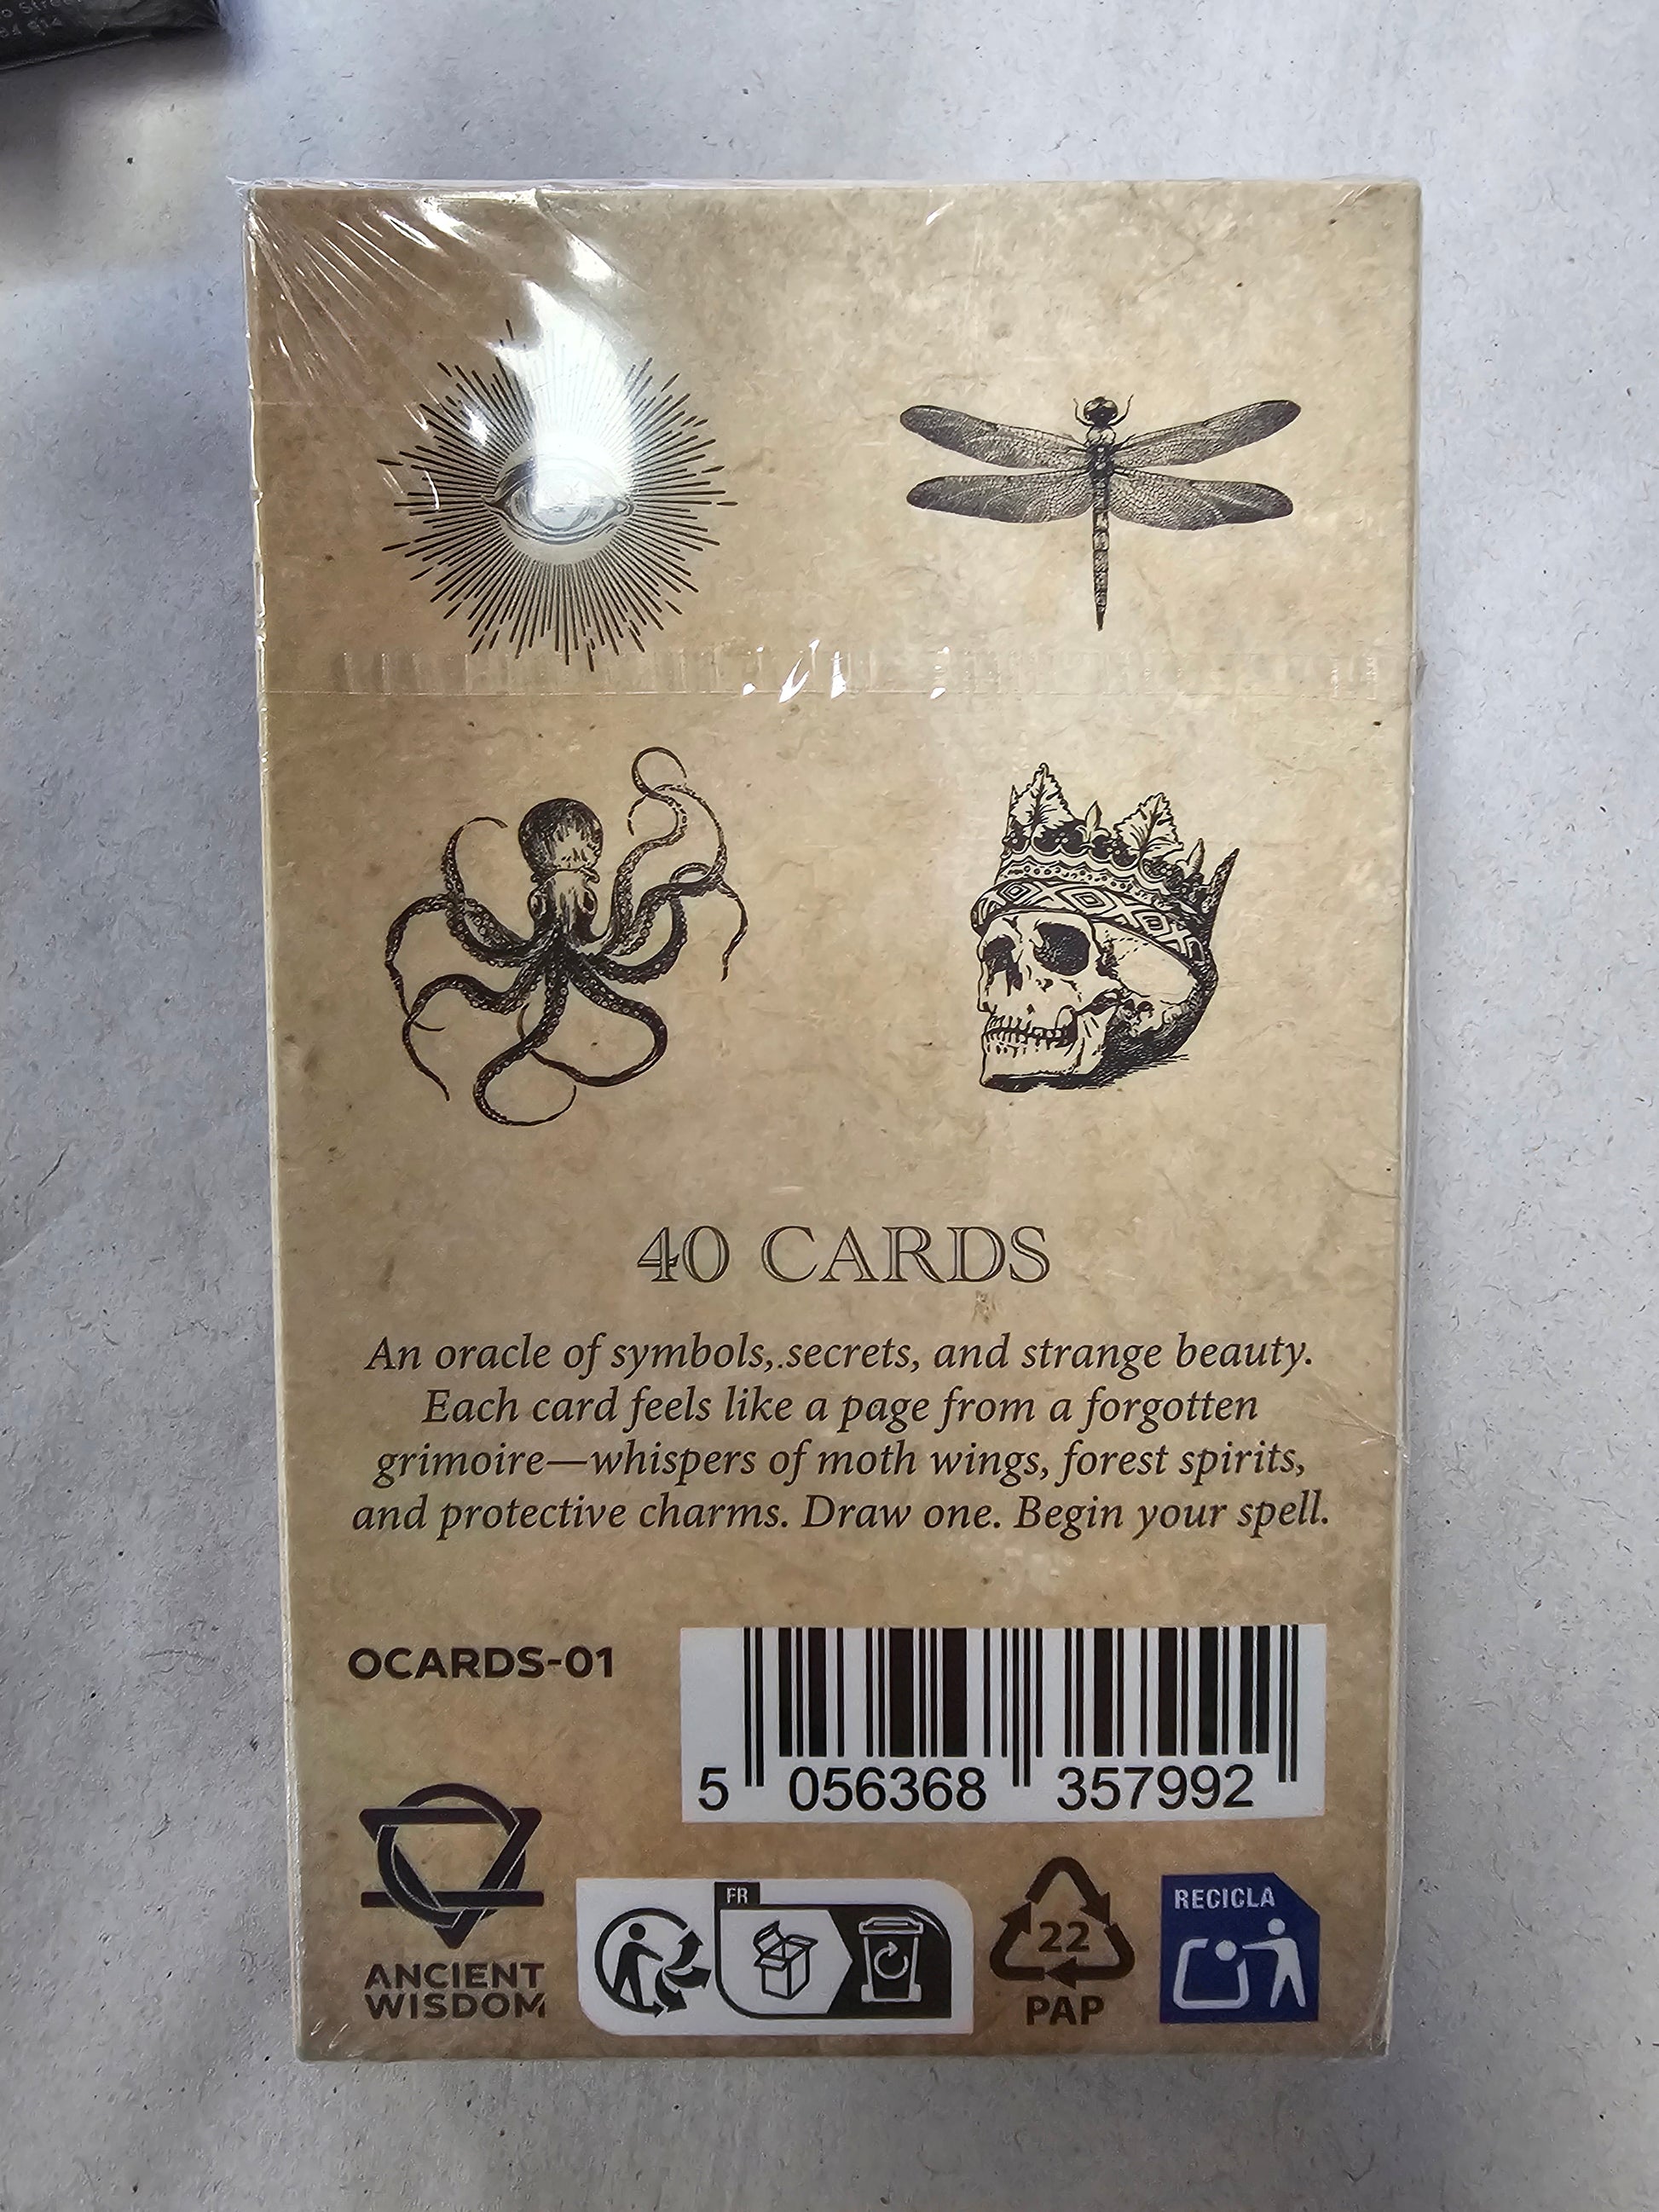 40 CARDS
An oracle of symbols, secrets, and strange beauty.
Each card feels like a page from a forgotten
grimoire—whispers of moth wings, forest spirits,
and protective charms. Draw one. Begin your spell.
OCARDS-01
5 056368 357992
ANCIENT
WISDOM
FR
22
PAP
RECICLA